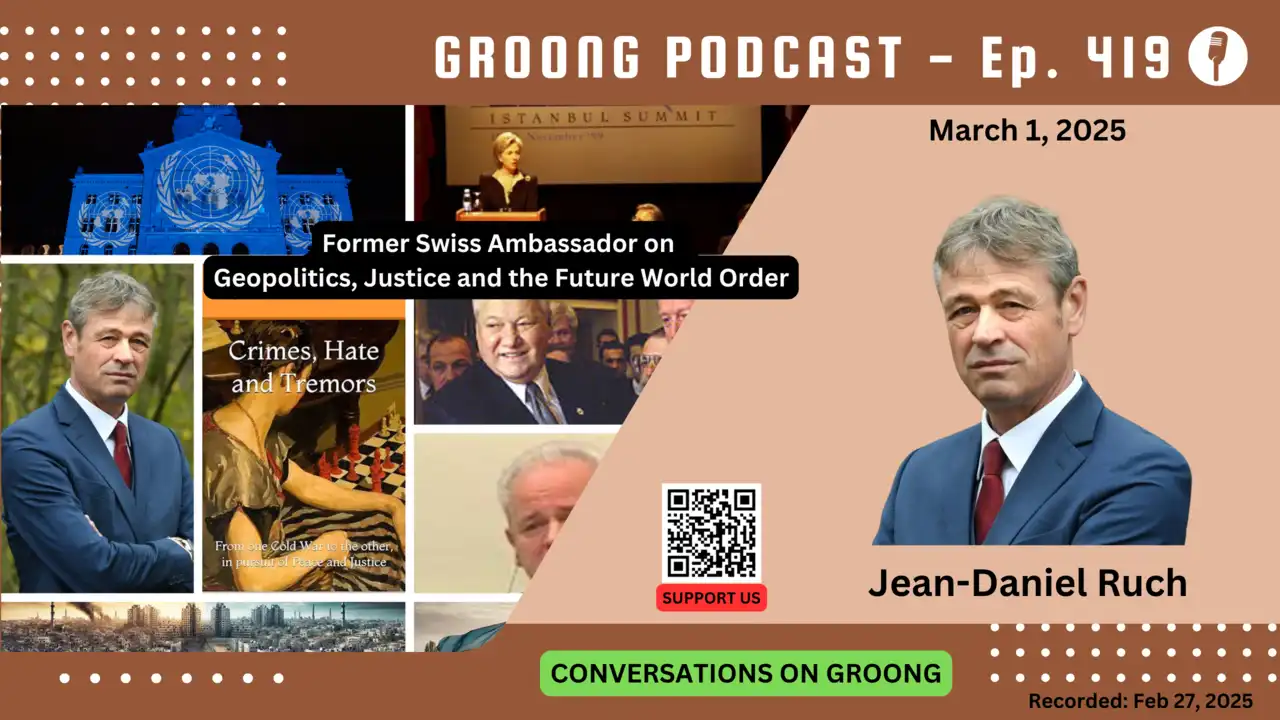 GROONG PODCAST - Ep. 419
March 1, 2025
ISTANBUL SUMMIT
Former Swiss Ambassador on
Geopolitics, Justice and the Future World Order
Crimes, Hate
and Tremors
From one Cold War to the other,
in pursuit of Peace and Justice
SUPPORT US
Jean-Daniel Ruch
CONVERSATIONS ON GROONG
Recorded: Feb 27, 2025